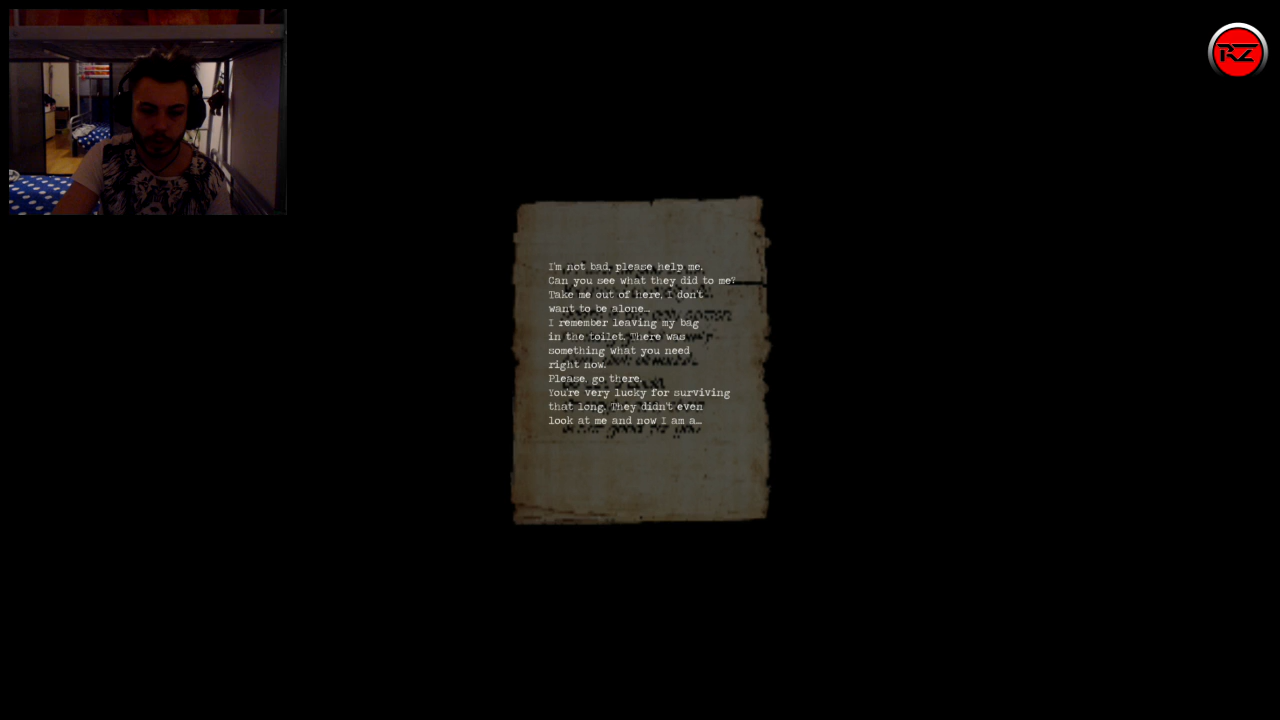 RZ
I'm not bad, please help me.
Can you see what they did to me?
Take me out of here, I don't
want to be alone...
I remember leaving my bag
in the toilet. There was
something what you need
right now.
Please, go there.
You're very lucky for surviving
that long. They didn't even
look at me and now I am a...